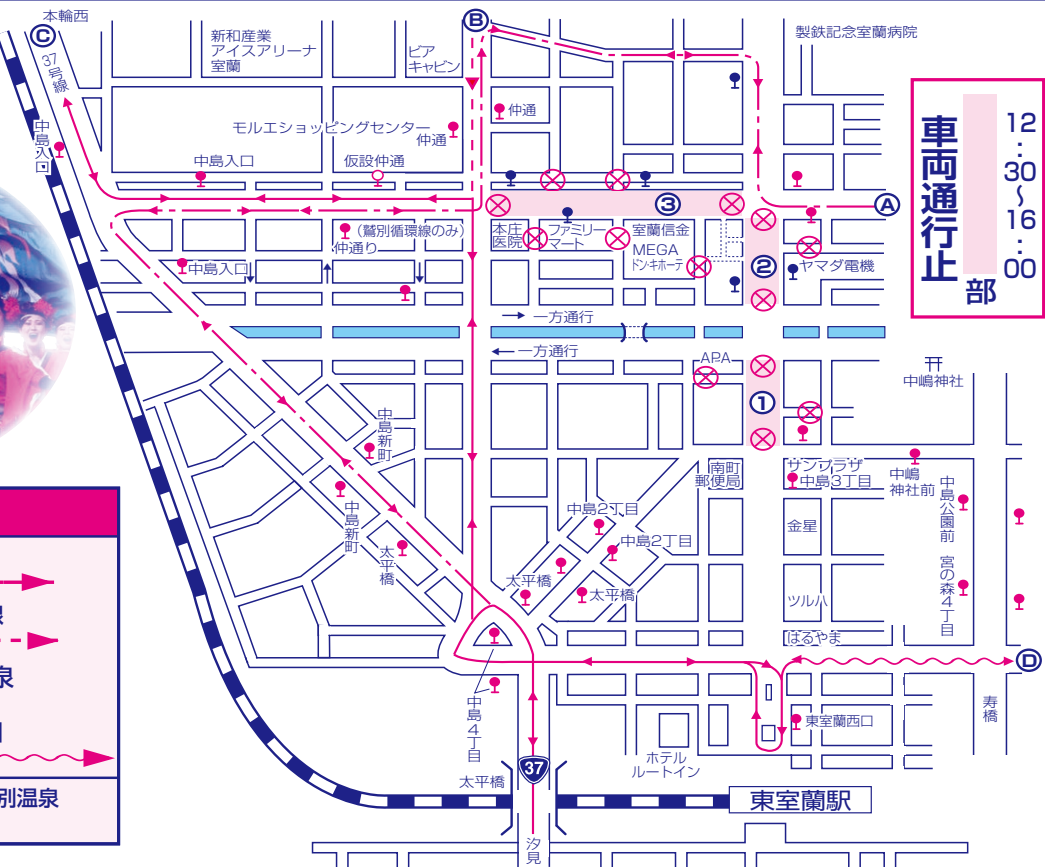 本輪西
C
37号線
新和産業
アイスアリーナ
室蘭
ビア
キャビン
B
製鉄記念室蘭病院
12:30〜16:00
部
車両通行止
中島入口
モルエショッピングセンター
仲通
仲通
中島入口
仮設仲通
③
A
(鷲別循環線のみ)
仲通り
本庄
医院
ファミリー
マート
室蘭信金
MEGA
ドン・キホーテ
②
ヤマダ電機
中島入口
一方通行
一方通行
APA
①
中嶋神社
中島新町
中島新町
太平橋
南町
郵便局
サンプラザ
中島3丁目
中嶋
神社前
中島公園前
宮の森4丁目
金星
ツルハ
はるやま
中島2丁目
中島2丁目
太平橋
太平橋
D
中島4丁目
東室蘭西口
寿橋
ホテル
ルートイン
太平橋
37
東室蘭駅
汐見
線
泉
別温泉